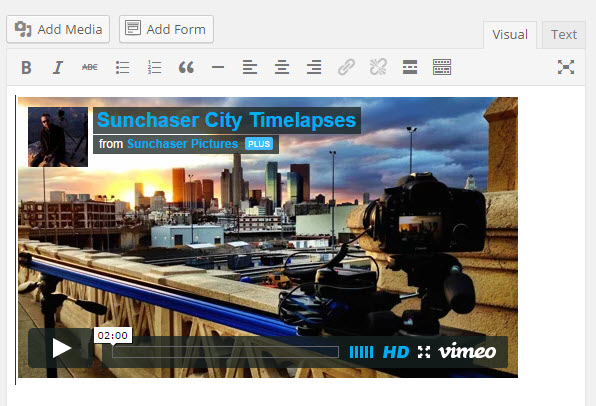 Add Media
Add Form
Visual
Text
B I ABC
Sunchaser City Timelapses
from Sunchaser Pictures PLUS
02:00
HD vimeo